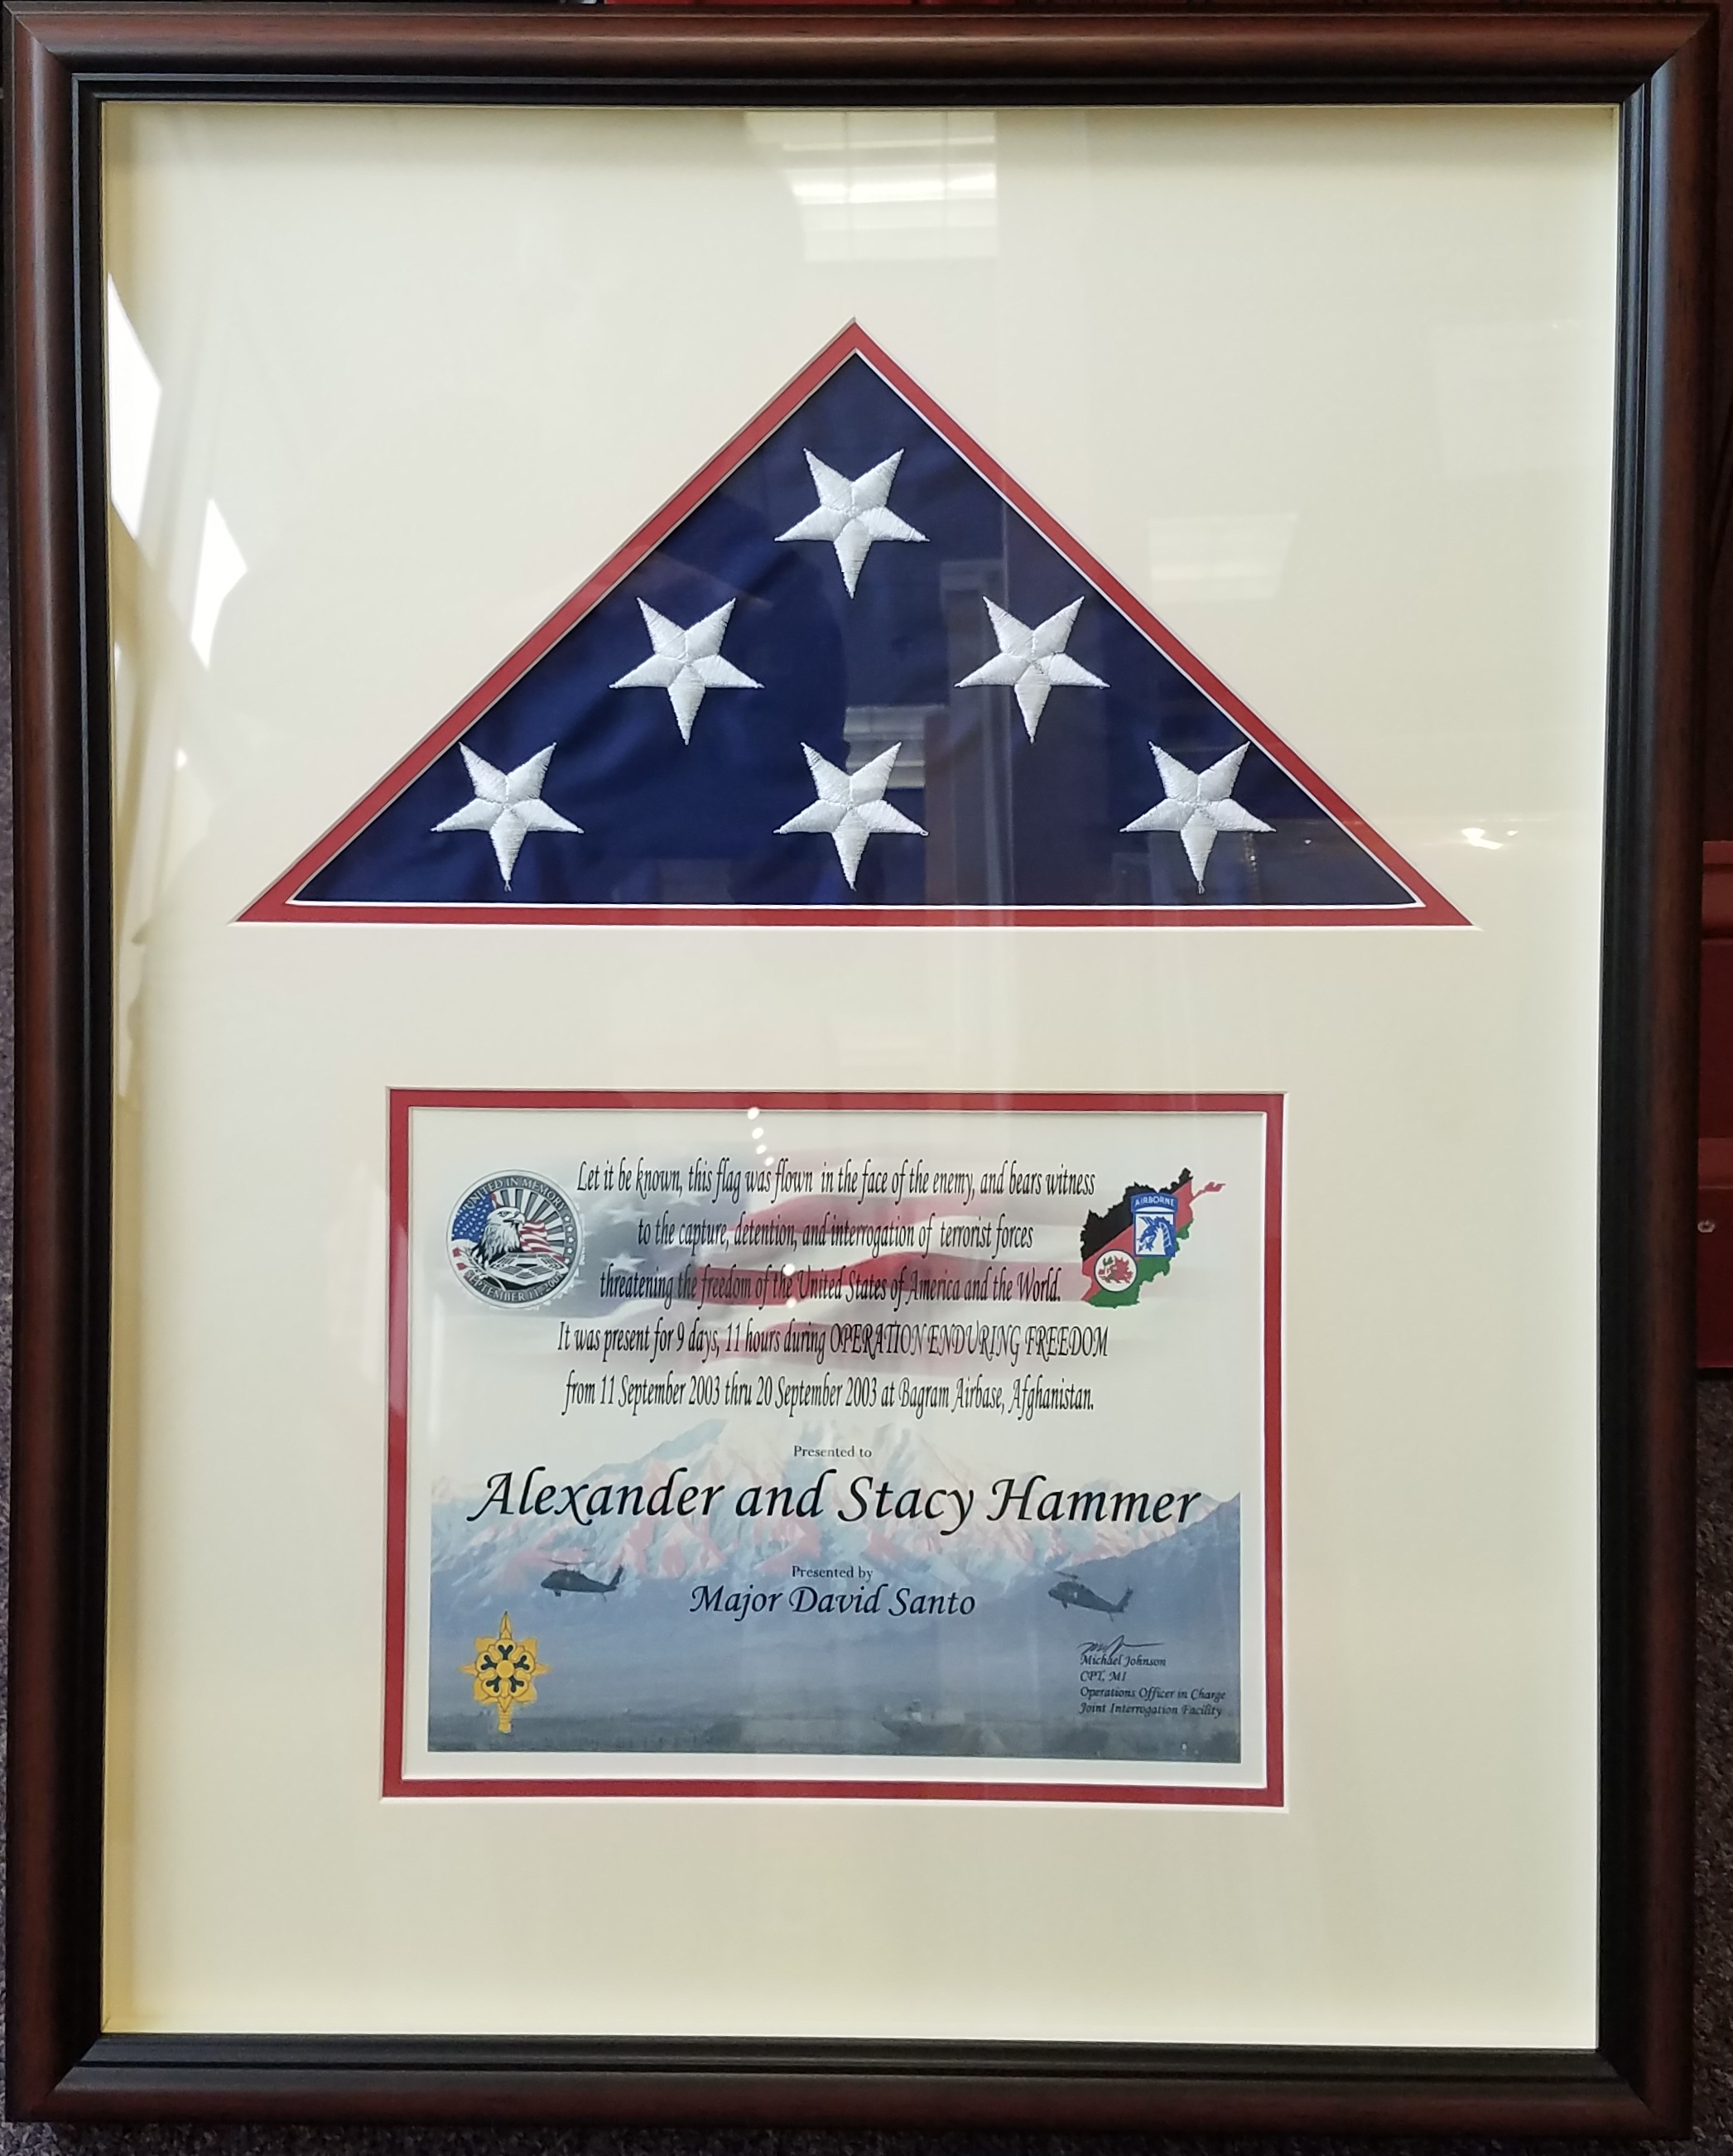 UNITED IN MEMORY
SEPTEMBER 11, 2001
AIRBORNE
Let it be known, this flag was flown in the face of the enemy, and bears witness
to the capture, detention, and interrogation of terrorist forces
threatening the freedom of the United States of America and the World.
It was present for 9 days, 11 hours during OPERATION ENDURING FREEDOM
from 11 September 2003 thru 20 September 2003 at Bagram Airbase, Afghanistan.
Presented to
Alexander and Stacy Hammer
Presented by
Major David Santo
Michael Johnson
CPT, MI
Operations Officer in Charge
Joint Interrogation Facility